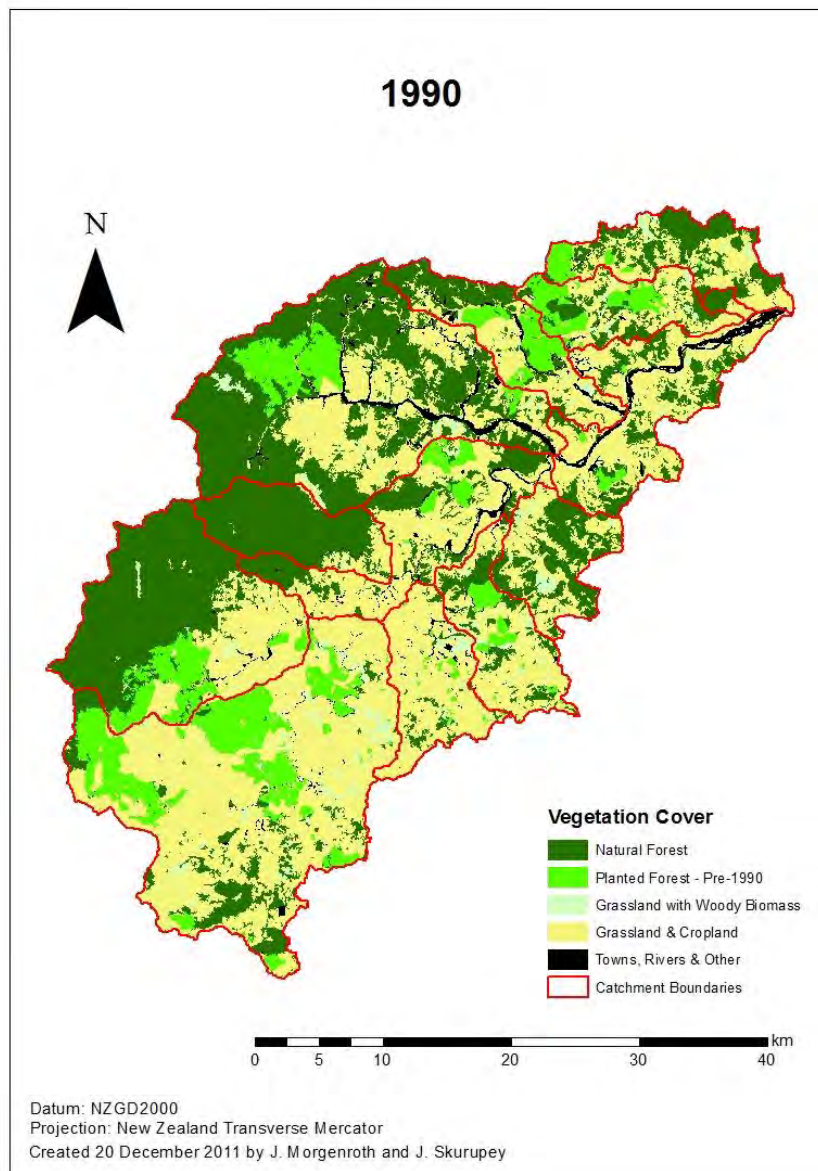 1990
N
Vegetation Cover
Natural Forest
Planted Forest - Pre-1990
Grassland with Woody Biomass
Grassland & Cropland
Towns, Rivers & Other
Catchment Boundaries
km
0 5 10 20 30 40
Datum: NZGD2000
Projection: New Zealand Transverse Mercator
Created 20 December 2011 by J. Morgenroth and J. Skurupey